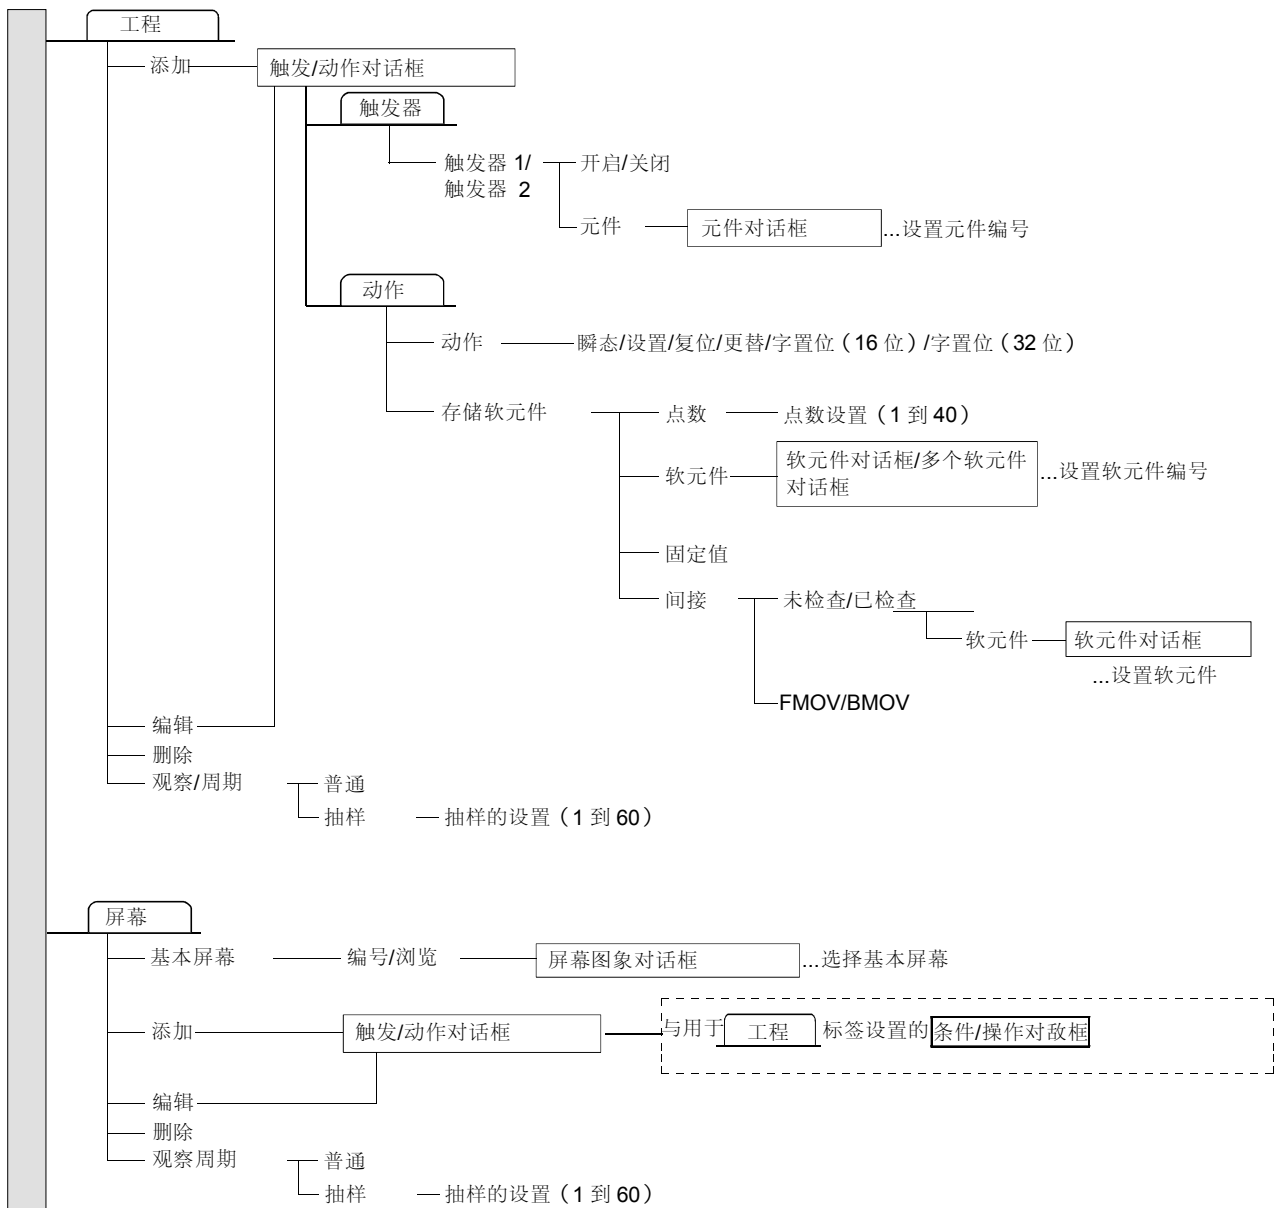 工程
添加 触发/动作对话框
触发器
触发器 1/ 开启/关闭
触发器 2
元件 元件对话框 ...设置元件编号
动作
动作 瞬态/设置/复位/更替/字置位（16 位）/字置位（32 位）
存储软元件 点数 点数设置（1 到 40）
软元件 软元件对话框/多个软元件 ...设置软元件编号
对话框
固定值
间接 未检查/已检查
软元件 软元件对话框
...设置软元件
FMOV/BMOV
编辑
删除
观察/周期 普通
抽样 抽样的设置（1 到 60）
屏幕
基本屏幕 编号/浏览 屏幕图象对话框 ...选择基本屏幕
添加 触发/动作对话框 与用于 工程 标签设置的 条件/操作对敌框
编辑
删除
观察周期 普通
抽样 抽样的设置（1 到 60）